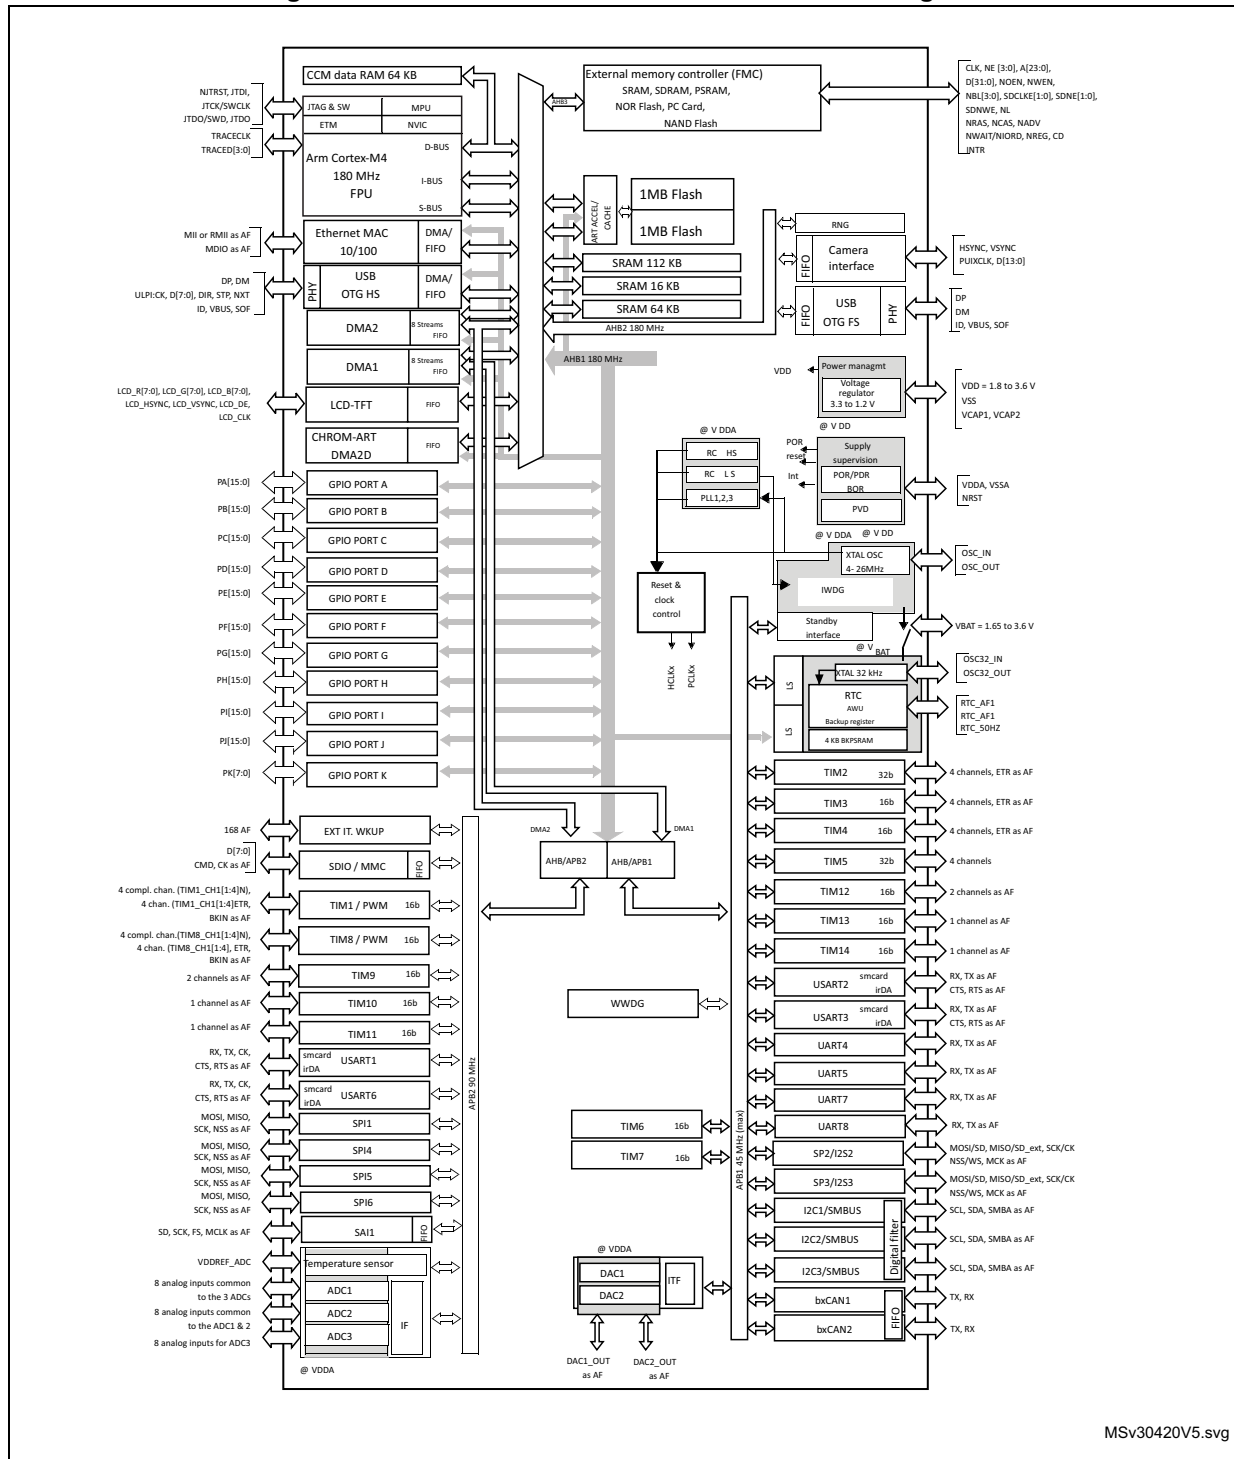 CCM data RAM 64 KB
External memory controller (FMC)
SRAM, SDRAM, PSRAM,
NOR Flash, PC Card,
NAND Flash
AHB3
CLK, NE [3:0], A[23:0],
D[31:0], NOEN, NWEN,
NBL[3:0], SDCLKE[1:0], SDNE[1:0],
SDNWE, NL
NRAS, NCAS, NADV
NWAIT/NIORD, NREG, CD
INTR
NJTRST, JTDI,
JTCK/SWCLK
JTDO/SWD, JTDO
TRACECLK
TRACED[3:0]
JTAG & SW
MPU
ETM
NVIC
D-BUS
Arm Cortex-M4
180 MHz
FPU
I-BUS
S-BUS
ART ACCEL/
CACHE
1MB Flash
1MB Flash
SRAM 112 KB
SRAM 16 KB
SRAM 64 KB
AHB2 180 MHz
AHB1 180 MHz
RNG
FIFO
Camera
interface
HSYNC, VSYNC
PUIXCLK, D[13:0]
FIFO
USB
OTG FS
PHY
DP
DM
ID, VBUS, SOF
MII or RMII as AF
MDIO as AF
Ethernet MAC
10/100
DMA/
FIFO
DP, DM
ULPI:CK, D[7:0], DIR, STP, NXT
ID, VBUS, SOF
PHY
USB
OTG HS
DMA/
FIFO
DMA2
8 Streams
FIFO
DMA1
8 Streams
FIFO
LCD_R[7:0], LCD_G[7:0], LCD_B[7:0],
LCD_HSYNC, LCD_VSYNC, LCD_DE,
LCD_CLK
LCD-TFT
FIFO
CHROM-ART
DMA2D
FIFO
VDD
Power managmt
Voltage
regulator
3.3 to 1.2 V
VDD = 1.8 to 3.6 V
VSS
VCAP1, VCAP2
@ V DD
@ V DDA
RC HS
RC L S
PLL1,2,3
POR
reset
Int
Supply
supervision
POR/PDR
BOR
PVD
VDDA, VSSA
NRST
@ V DDA
@ V DD
XTAL OSC
4- 26MHz
IWDG
OSC_IN
OSC_OUT
Reset &
clock
control
HCLKx
PCLKx
Standby
interface
VBAT = 1.65 to 3.6 V
@ V BAT
LS
LS
XTAL 32 kHz
RTC
AWU
Backup register
4 KB BKPSRAM
OSC32_IN
OSC32_OUT
RTC_AF1
RTC_AF1
RTC_50HZ
PA[15:0]
GPIO PORT A
PB[15:0]
GPIO PORT B
PC[15:0]
GPIO PORT C
PD[15:0]
GPIO PORT D
PE[15:0]
GPIO PORT E
PF[15:0]
GPIO PORT F
PG[15:0]
GPIO PORT G
PH[15:0]
GPIO PORT H
PI[15:0]
GPIO PORT I
PJ[15:0]
GPIO PORT J
PK[7:0]
GPIO PORT K
DMA2
DMA1
AHB/APB2
AHB/APB1
168 AF
EXT IT. WKUP
D[7:0]
CMD, CK as AF
SDIO / MMC
FIFO
4 compl. chan. (TIM1_CH1[1:4]N),
4 chan. (TIM1_CH1[1:4]ETR,
BKIN as AF
TIM1 / PWM
16b
4 compl. chan.(TIM8_CH1[1:4]N),
4 chan. (TIM8_CH1[1:4], ETR,
BKIN as AF
TIM8 / PWM
16b
2 channels as AF
TIM9
16b
1 channel as AF
TIM10
16b
1 channel as AF
TIM11
16b
RX, TX, CK,
CTS, RTS as AF
smcard
irDA
USART1
RX, TX, CK,
CTS, RTS as AF
smcard
irDA
USART6
MOSI, MISO,
SCK, NSS as AF
SPI1
MOSI, MISO,
SCK, NSS as AF
SPI4
MOSI, MISO,
SCK, NSS as AF
SPI5
MOSI, MISO,
SCK, NSS as AF
SPI6
SD, SCK, FS, MCLK as AF
SAI1
FIFO
VDDREF_ADC
Temperature sensor
8 analog inputs common
to the 3 ADCs
ADC1
8 analog inputs common
to the ADC1 & 2
ADC2
8 analog inputs for ADC3
ADC3
IF
@ VDDA
APB2 90 MHz
WWDG
TIM6
16b
TIM7
16b
@ VDDA
DAC1
DAC2
ITF
DAC1_OUT
as AF
DAC2_OUT
as AF
APB1 45 MHz (max)
TIM2
32b
4 channels, ETR as AF
TIM3
16b
4 channels, ETR as AF
TIM4
16b
4 channels, ETR as AF
TIM5
32b
4 channels
TIM12
16b
2 channels as AF
TIM13
16b
1 channel as AF
TIM14
16b
1 channel as AF
USART2
smcard
irDA
RX, TX as AF
CTS, RTS as AF
USART3
smcard
irDA
RX, TX as AF
CTS, RTS as AF
UART4
RX, TX as AF
UART5
RX, TX as AF
UART7
RX, TX as AF
UART8
RX, TX as AF
SP2/I2S2
MOSI/SD, MISO/SD_ext, SCK/CK
NSS/WS, MCK as AF
SP3/I2S3
MOSI/SD, MISO/SD_ext, SCK/CK
NSS/WS, MCK as AF
I2C1/SMBUS
SCL, SDA, SMBA as AF
I2C2/SMBUS
SCL, SDA, SMBA as AF
I2C3/SMBUS
SCL, SDA, SMBA as AF
Digital filter
bxCAN1
TX, RX
bxCAN2
TX, RX
FIFO
MSv30420V5.svg